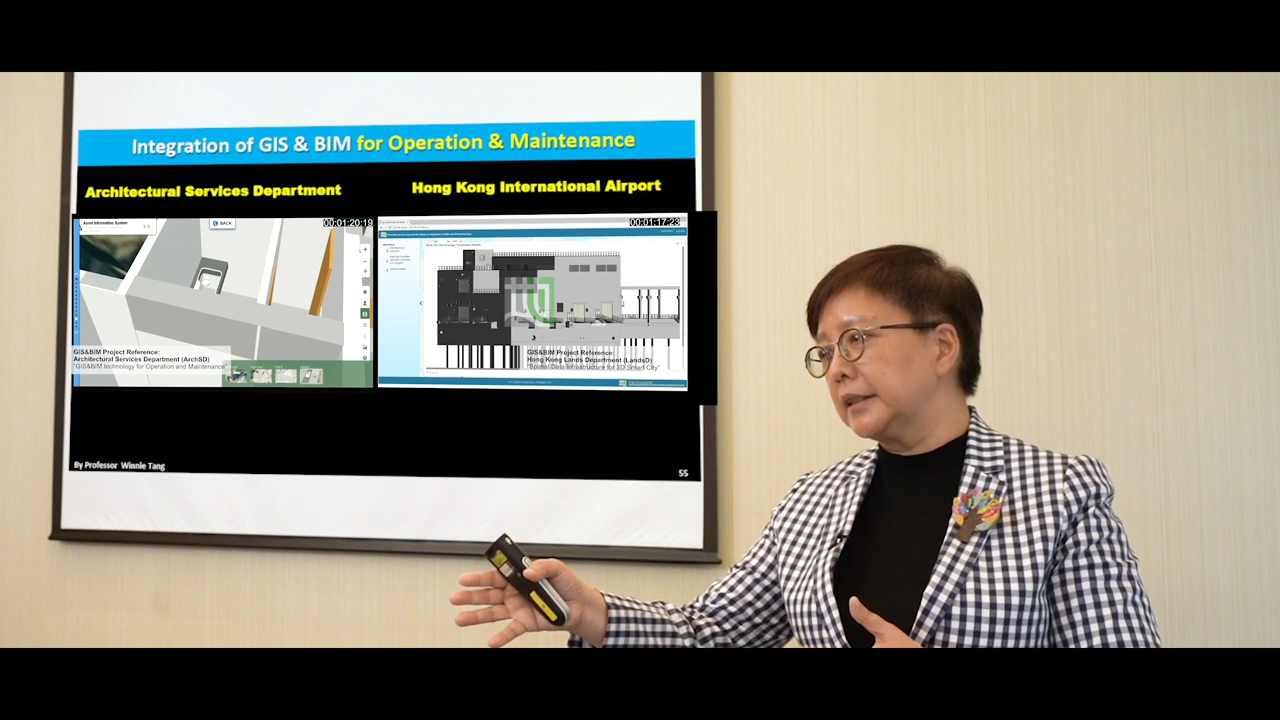 Integration of GIS & BIM for Operation & Maintenance
Architectural Services Department
Hong Kong International Airport
Asset Information System
BACK
00:01:20:19
GIS&BIM Project Reference:
Architectural Services Department (ArchSD)
"GIS&BIM technology for Operation and Maintenance"
00:01:17:23
GIS&BIM Project Reference:
Hong Kong Lands Department (LandsD)
"Spatial Data Infrastructure for 3D Smart City"
By Professor Winnie Tang
55